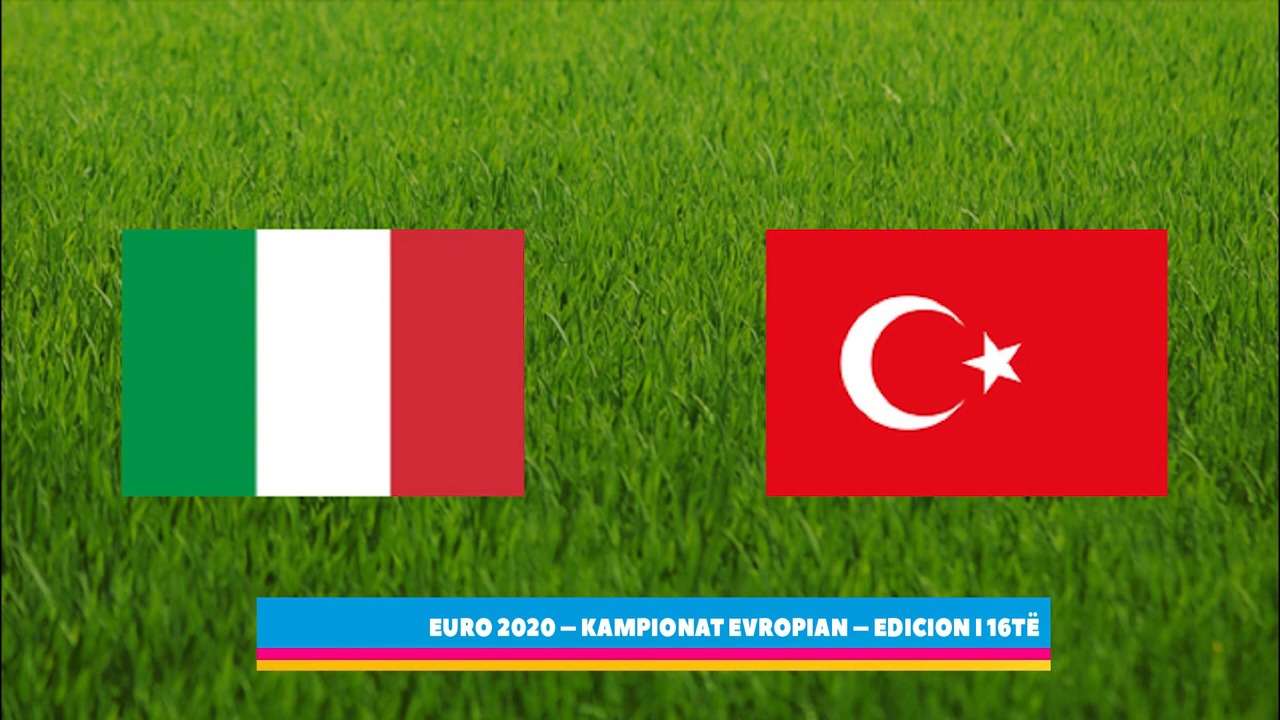 EURO 2020 – KAMPIONAT EVROPIAN – EDICION I 16TË